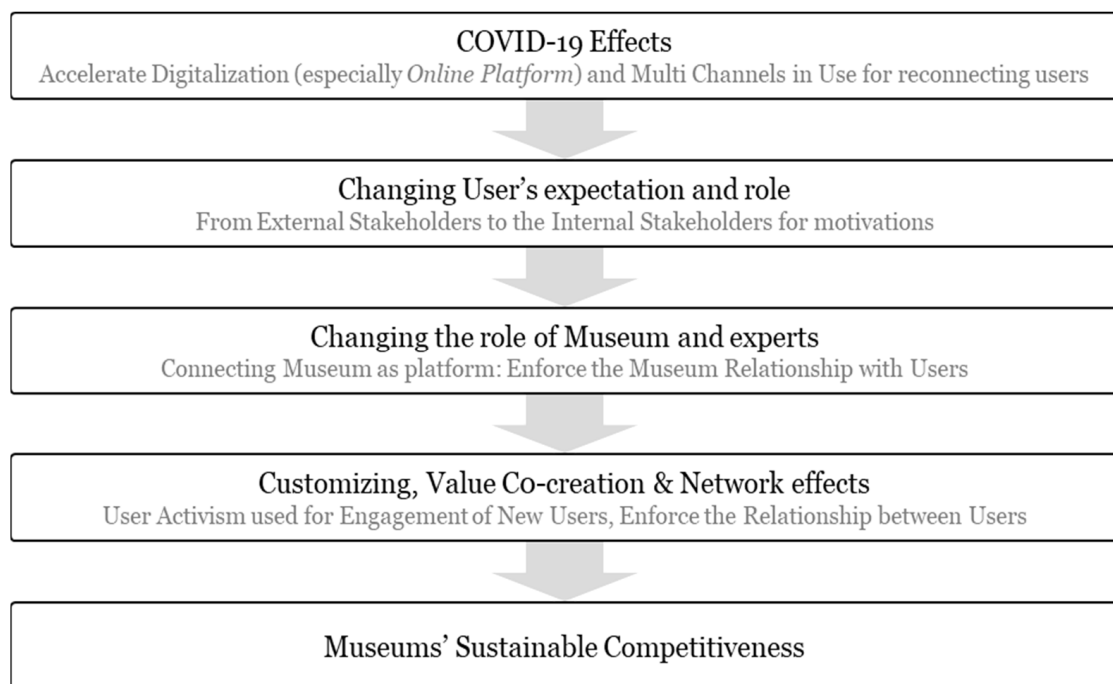 COVID-19 Effects
Accelerate Digitalization (especially Online Platform) and Multi Channels in Use for reconnecting users
Changing User’s expectation and role
From External Stakeholders to the Internal Stakeholders for motivations
Changing the role of Museum and experts
Connecting Museum as platform: Enforce the Museum Relationship with Users
Customizing, Value Co-creation & Network effects
User Activism used for Engagement of New Users, Enforce the Relationship between Users
Museums’ Sustainable Competitiveness